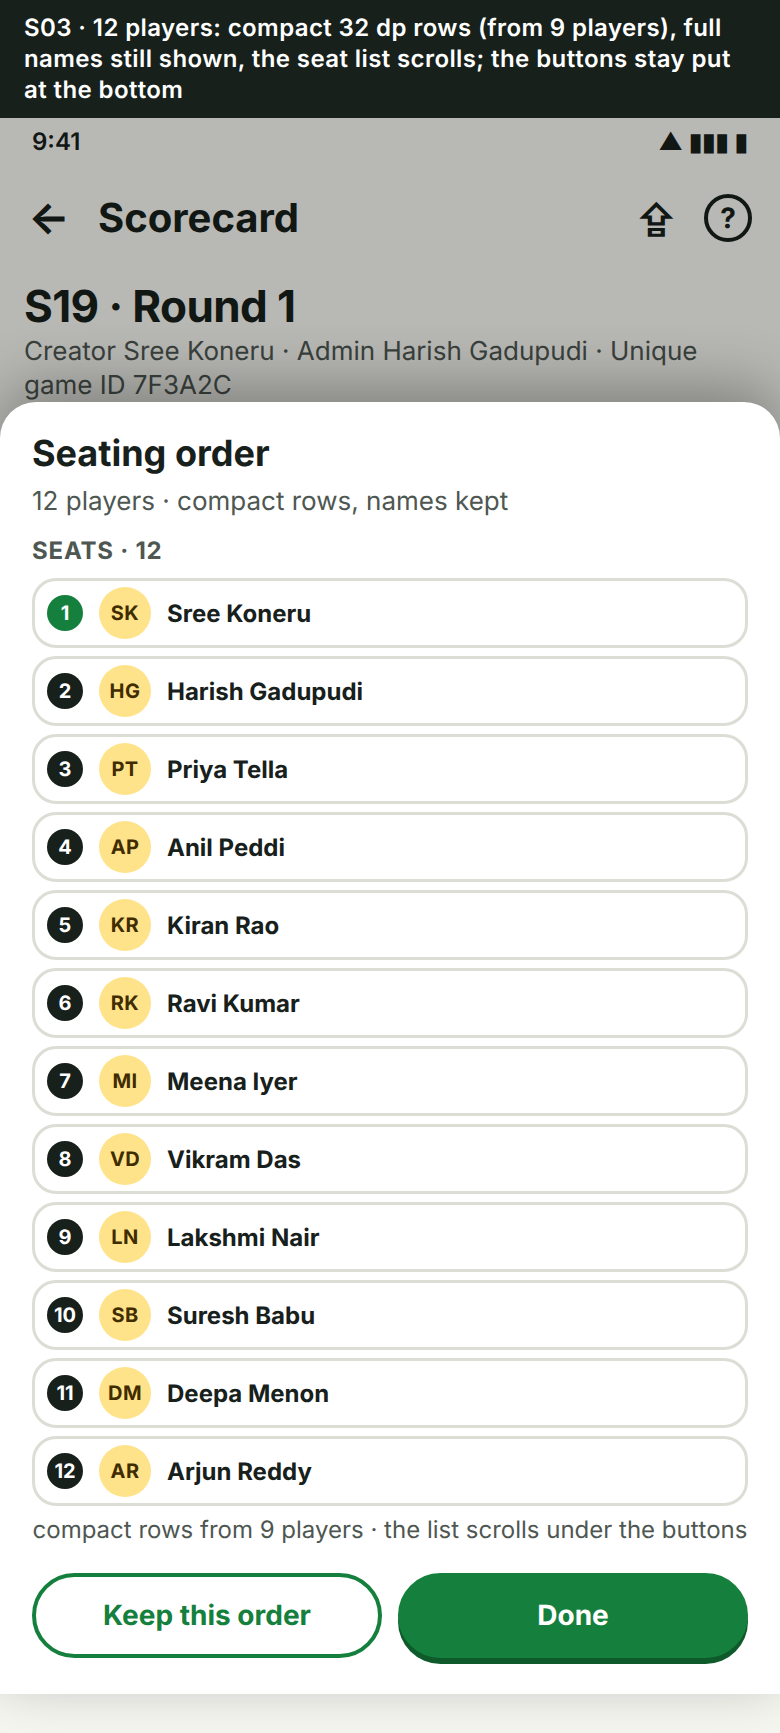 S03 · 12 players: compact 32 dp rows (from 9 players), full
names still shown, the seat list scrolls; the buttons stay put
at the bottom
9:41
Scorecard
?
S19 · Round 1
Creator Sree Koneru · Admin Harish Gadupudi · Unique
game ID 7F3A2C
Seating order
12 players · compact rows, names kept
SEATS · 12
1 SK Sree Koneru
2 HG Harish Gadupudi
3 PT Priya Tella
4 AP Anil Peddi
5 KR Kiran Rao
6 RK Ravi Kumar
7 MI Meena Iyer
8 VD Vikram Das
9 LN Lakshmi Nair
10 SB Suresh Babu
11 DM Deepa Menon
12 AR Arjun Reddy
compact rows from 9 players · the list scrolls under the buttons
Keep this order Done